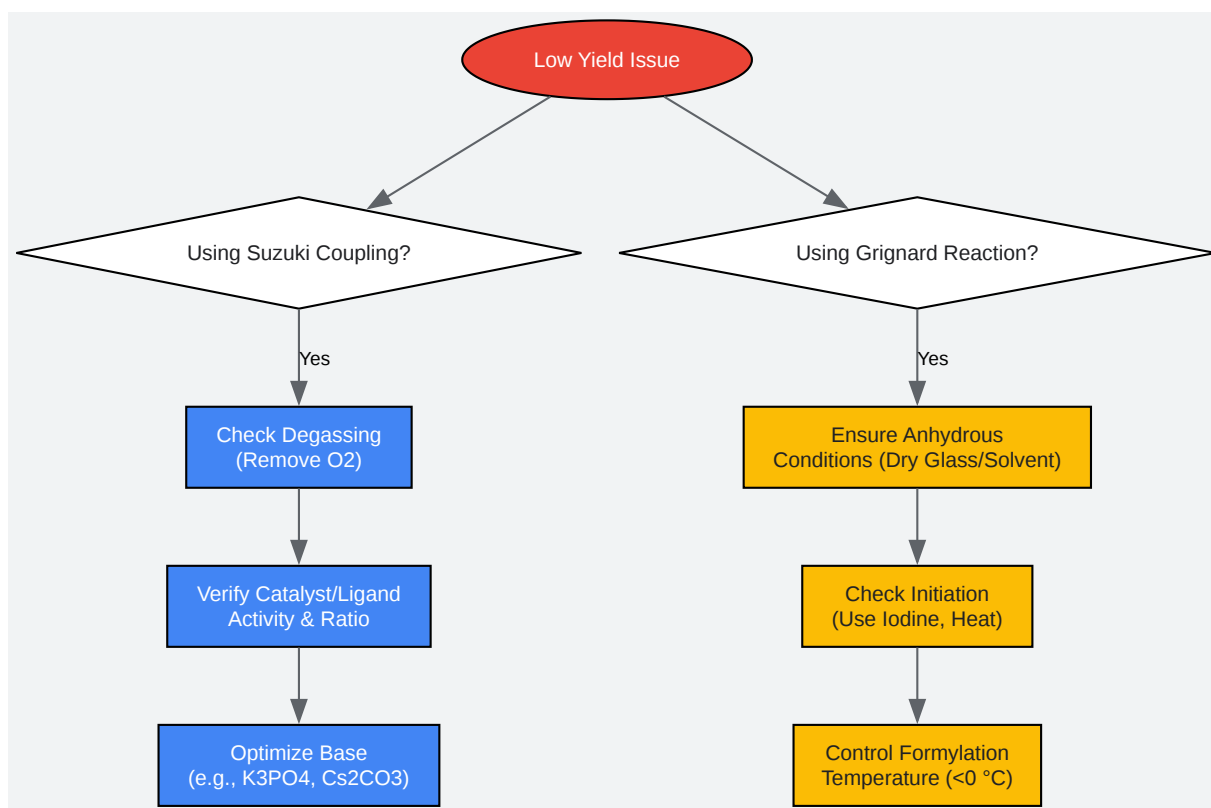 Low Yield Issue
Using Suzuki Coupling?
Using Grignard Reaction?
Yes
Yes
Check Degassing
(Remove O2)
Ensure Anhydrous
Conditions (Dry Glass/Solvent)
Verify Catalyst/Ligand
Activity & Ratio
Check Initiation
(Use Iodine, Heat)
Optimize Base
(e.g., K3PO4, Cs2CO3)
Control Formylation
Temperature (<0 °C)